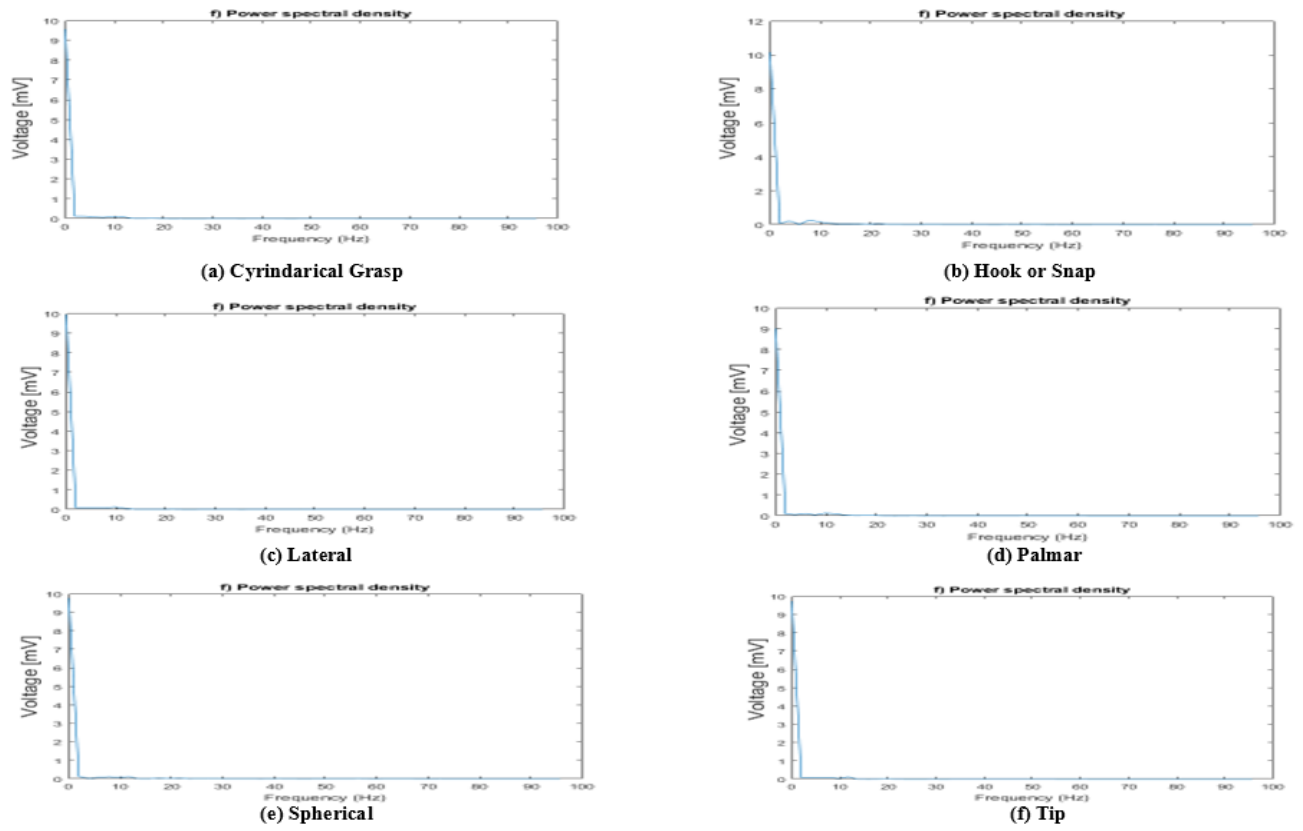 f) Power spectral density
10
9
8
7
6
5
4
3
2
1
0
Voltage [mV]
0 10 20 30 40 50 60 70 80 90 100
Frequency (Hz)
(a) Cyrindarical Grasp
f) Power spectral density
12
10
8
6
4
2
0
Voltage [mV]
0 10 20 30 40 50 60 70 80 90 100
Frequency (Hz)
(b) Hook or Snap
f) Power spectral density
10
9
8
7
6
5
4
3
2
1
0
Voltage [mV]
0 10 20 30 40 50 60 70 80 90 100
Frequency (Hz)
(c) Lateral
f) Power spectral density
10
9
8
7
6
5
4
3
2
1
0
Voltage [mV]
0 10 20 30 40 50 60 70 80 90 100
Frequency (Hz)
(d) Palmar
f) Power spectral density
10
9
8
7
6
5
4
3
2
1
0
Voltage [mV]
0 10 20 30 40 50 60 70 80 90 100
Frequency (Hz)
(e) Spherical
f) Power spectral density
10
9
8
7
6
5
4
3
2
1
0
Voltage [mV]
0 10 20 30 40 50 60 70 80 90 100
Frequency (Hz)
(f) Tip